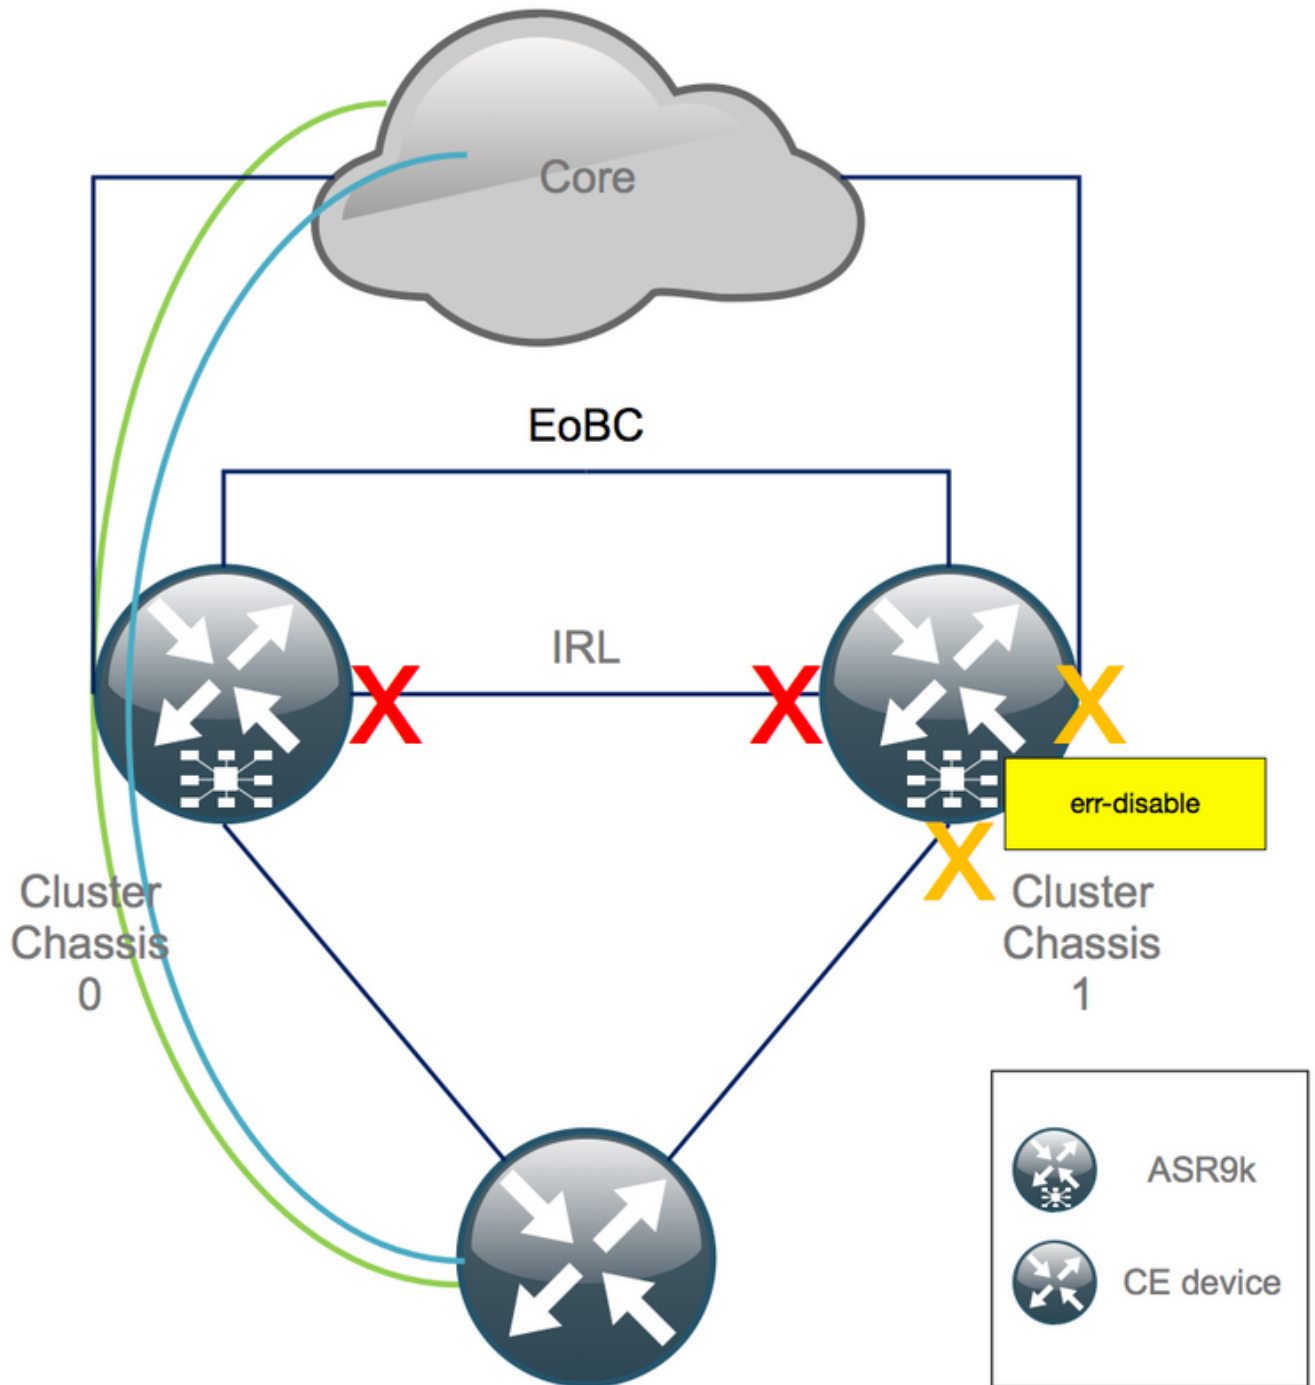 Core
EoBC
IRL
err-disable
Cluster
Chassis
0
Cluster
Chassis
1
ASR9k
CE device